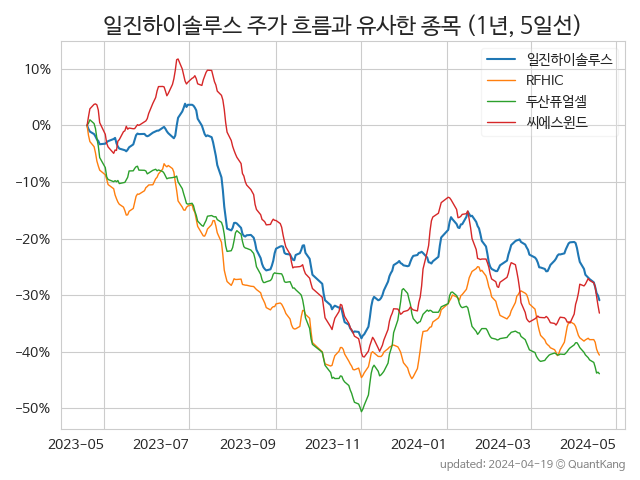 일진하이솔루스 주가 흐름과 유사한 종목 (1년, 5일선)
일진하이솔루스
RFHIC
두산퓨얼셀
씨에스윈드
10%
0%
−10%
−20%
−30%
−40%
−50%
2023-05 2023-07 2023-09 2023-11 2024-01 2024-03 2024-05
updated: 2024-04-19 © QuantKang